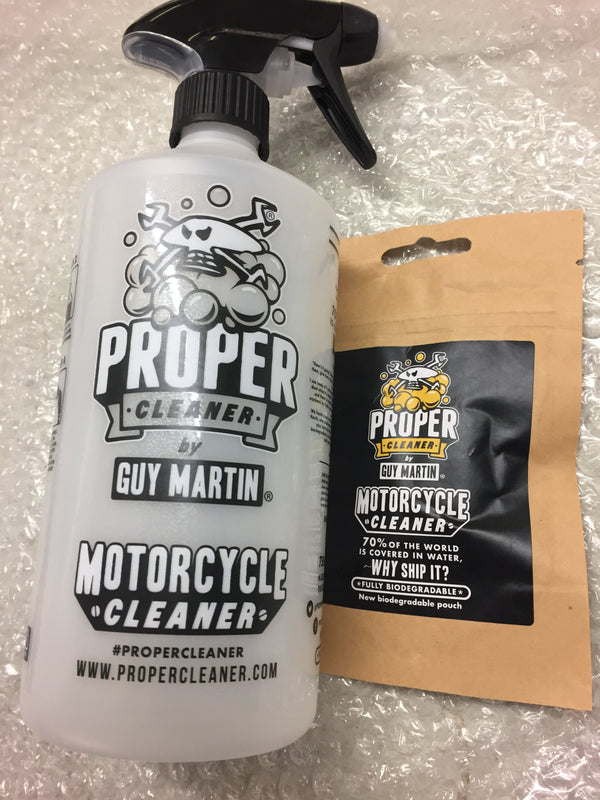 PROPER
·CLEANER·
by
GUY MARTIN®
MOTORCYCLE
CLEANER
#PROPERCLEANER
WWW.PROPERCLEANER.COM
PROPER
·CLEANER·
by
GUY MARTIN®
MOTORCYCLE
CLEANER
70% OF THE WORLD
IS COVERED IN WATER,
WHY SHIP IT?
★FULLY BIODEGRADABLE★
New biodegradable pouch